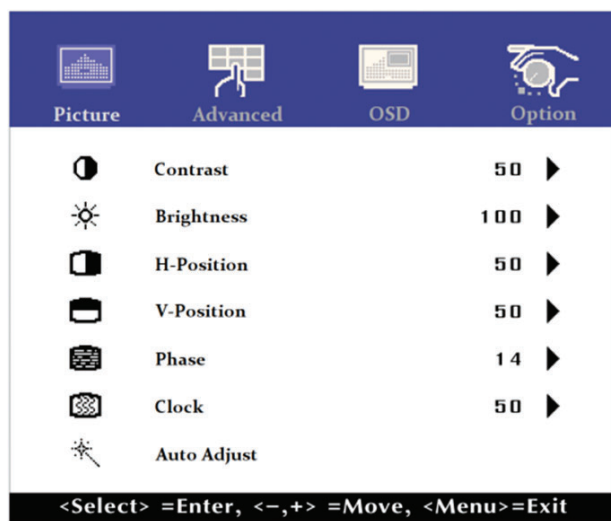 Picture Advanced OSD Option
Contrast 50
Brightness 100
H-Position 50
V-Position 50
Phase 14
Clock 50
Auto Adjust
<Select> =Enter, <−,+> =Move, <Menu>=Exit